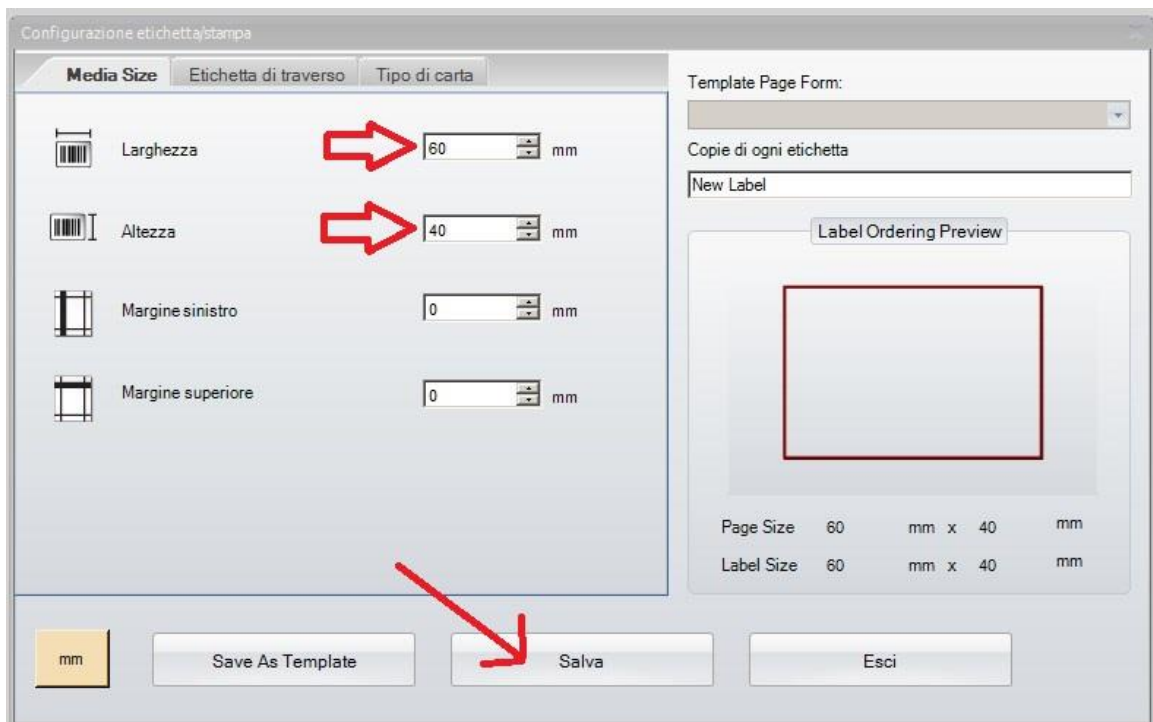 Configurazione etichetta/stampa
Media Size
Etichetta di traverso
Tipo di carta
Larghezza
60
mm
Altezza
40
mm
Margine sinistro
0
mm
Margine superiore
0
mm
Template Page Form:
Copie di ogni etichetta
New Label
Label Ordering Preview
Page Size 60 mm x 40 mm
Label Size 60 mm x 40 mm
mm
Save As Template
Salva
Esci